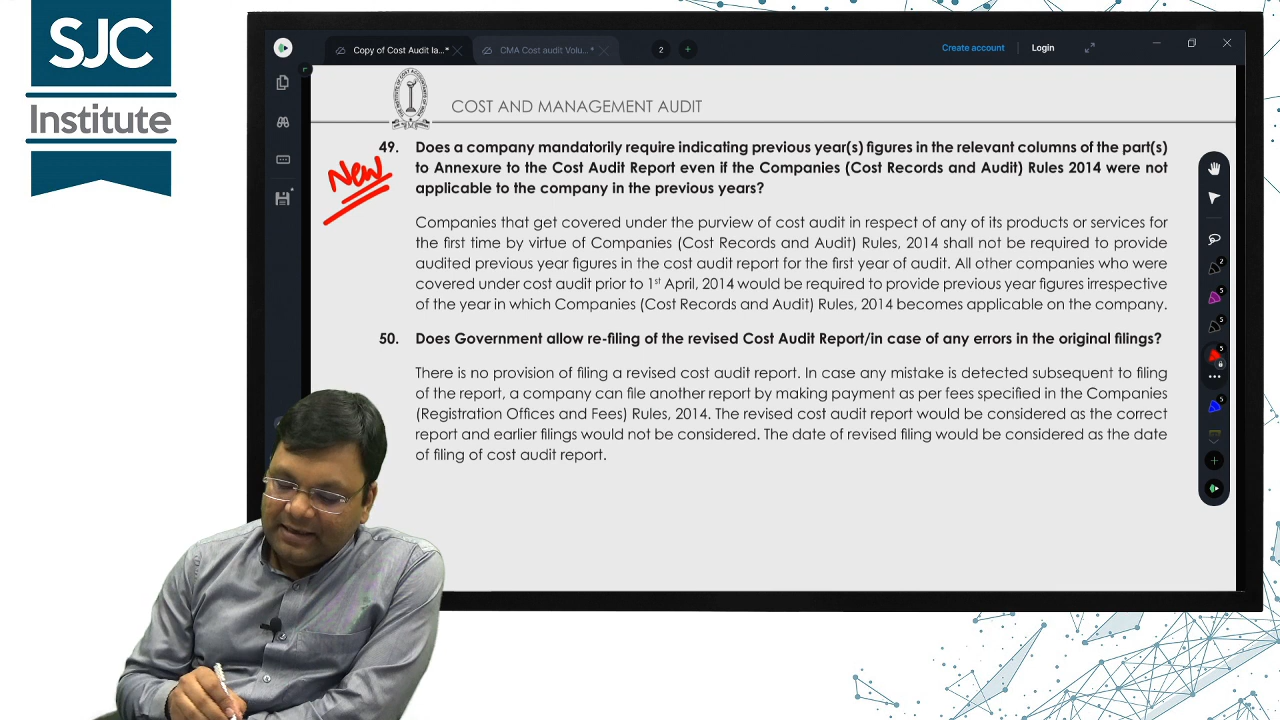 SJC
Institute
Copy of Cost Audit la...*
CMA Cost audit Volu... *
2
+
Create account
Login
COST AND MANAGEMENT AUDIT
49. Does a company mandatorily require indicating previous year(s) figures in the relevant columns of the part(s)
to Annexure to the Cost Audit Report even if the Companies (Cost Records and Audit) Rules 2014 were not
applicable to the company in the previous years?
New
Companies that get covered under the purview of cost audit in respect of any of its products or services for
the first time by virtue of Companies (Cost Records and Audit) Rules, 2014 shall not be required to provide
audited previous year figures in the cost audit report for the first year of audit. All other companies who were
covered under cost audit prior to 1st April, 2014 would be required to provide previous year figures irrespective
of the year in which Companies (Cost Records and Audit) Rules, 2014 becomes applicable on the company.
50. Does Government allow re-filing of the revised Cost Audit Report/in case of any errors in the original filings?
There is no provision of filing a revised cost audit report. In case any mistake is detected subsequent to filing
of the report, a company can file another report by making payment as per fees specified in the Companies
(Registration Offices and Fees) Rules, 2014. The revised cost audit report would be considered as the correct
report and earlier filings would not be considered. The date of revised filing would be considered as the date
of filing of cost audit report.
2
5
5
5
5